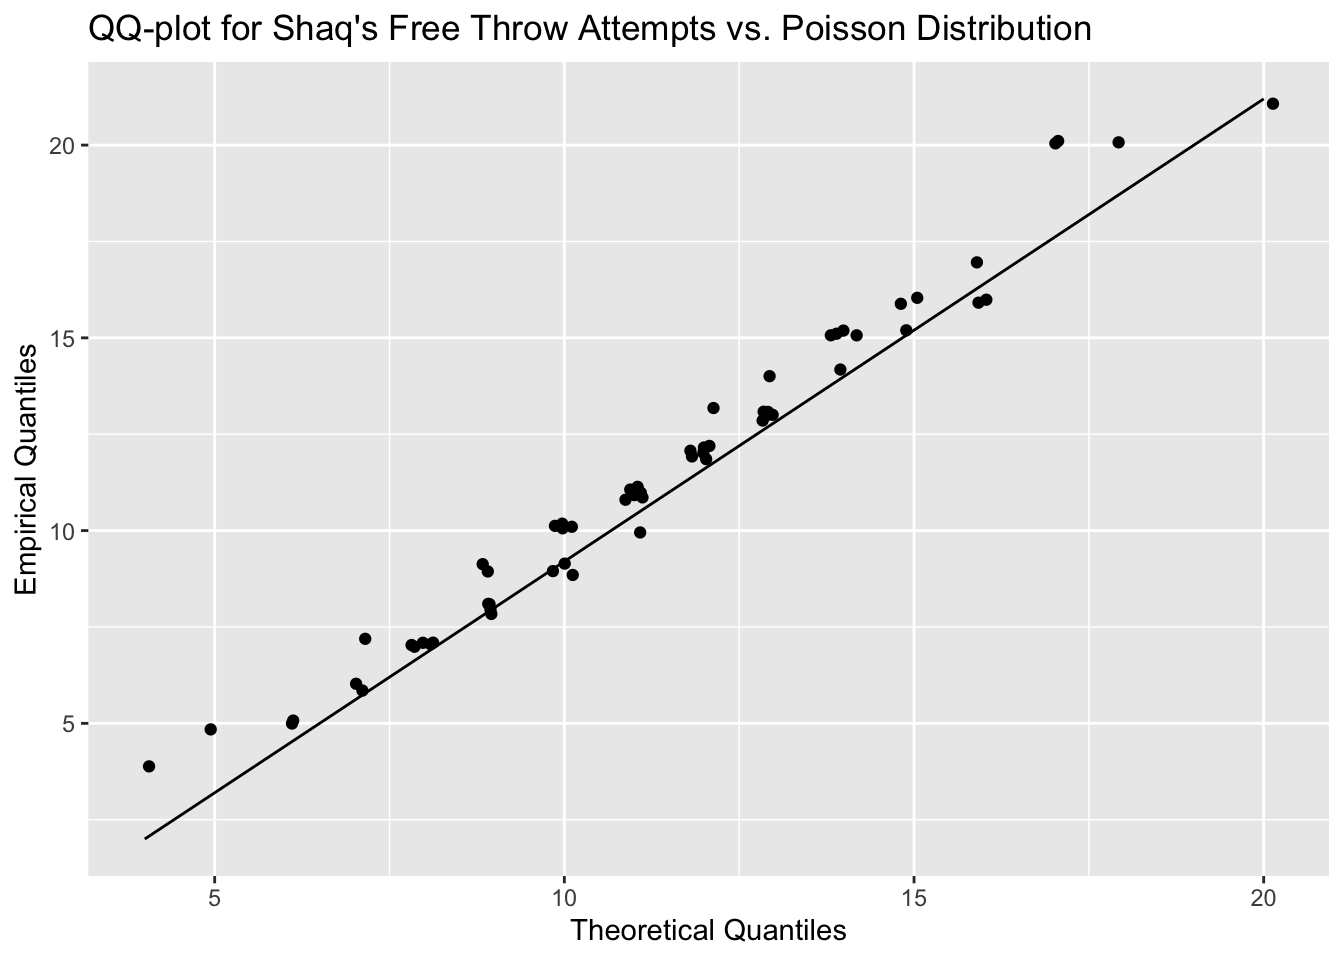 QQ-plot for Shaq's Free Throw Attempts vs. Poisson Distribution
20
15
10
5
Empirical Quantiles
5 10 15 20
Theoretical Quantiles